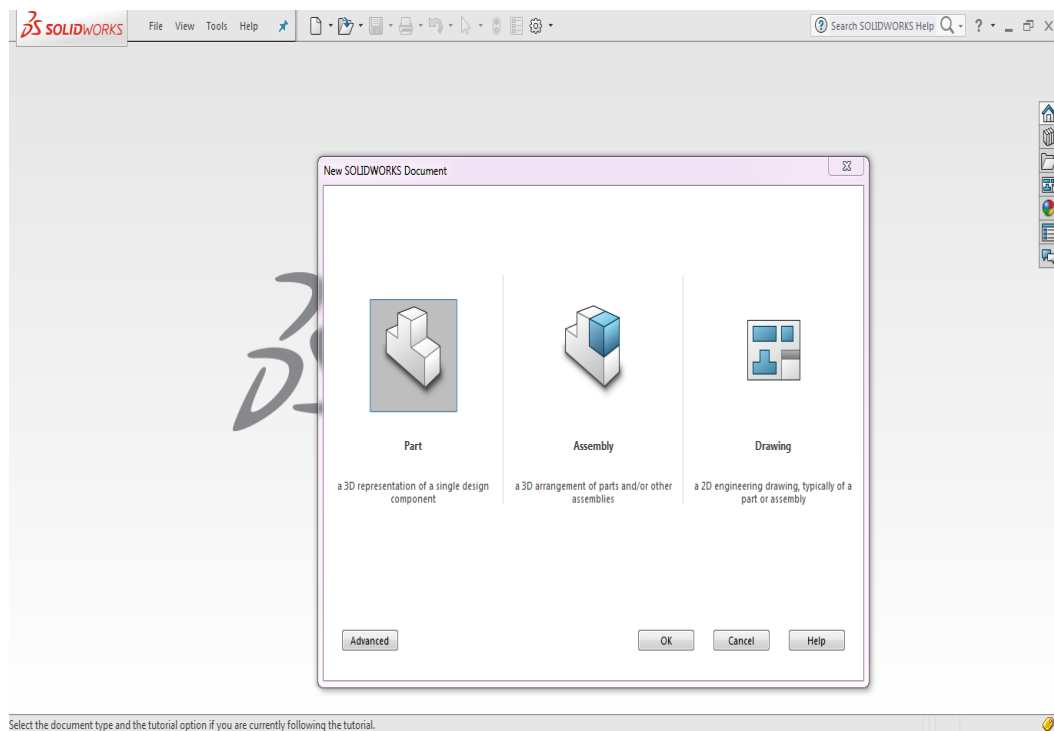 SOLIDWORKS File View Tools Help Search SOLIDWORKS Help ?
New SOLIDWORKS Document
Part
a 3D representation of a single design
component
Assembly
a 3D arrangement of parts and/or other
assemblies
Drawing
a 2D engineering drawing, typically of a
part or assembly
Advanced OK Cancel Help
Select the document type and the tutorial option if you are currently following the tutorial.